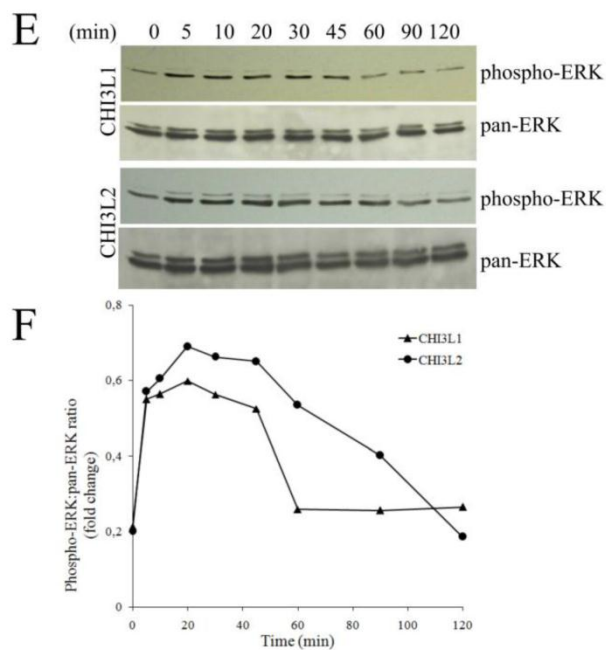 E (min) 0 5 10 20 30 45 60 90 120
CHI3L1
phospho-ERK
pan-ERK
CHI3L2
phospho-ERK
pan-ERK
F
0,8
0,6
0,4
0,2
0
Phospho-ERK:pan-ERK ratio
(fold change)
CHI3L1
CHI3L2
0 20 40 60 80 100 120
Time (min)